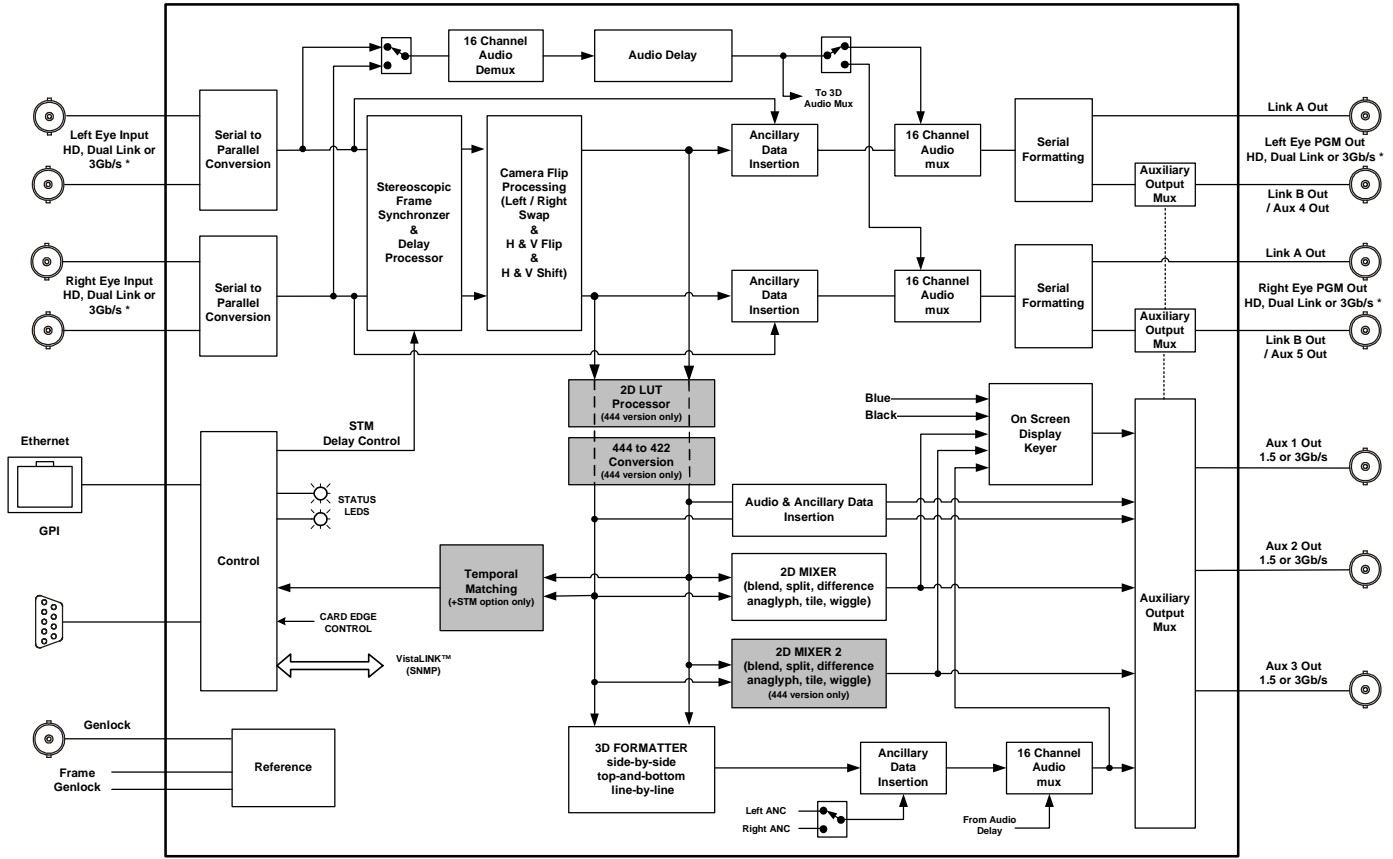 16 Channel
Audio
Demux
Audio Delay
To 3D
Audio Mux
Left Eye Input
HD, Dual Link or
3Gb/s *
Serial to
Parallel
Conversion
Stereoscopic
Frame
Synchronzer
&
Delay
Processor
Camera Flip
Processing
(Left / Right
Swap
&
H & V Flip
&
H & V Shift)
Ancillary
Data
Insertion
16 Channel
Audio
mux
Serial
Formatting
Link A Out
Left Eye PGM Out
HD, Dual Link or 3Gb/s *
Auxiliary
Output
Mux
Link B Out
/ Aux 4 Out
Right Eye Input
HD, Dual Link or
3Gb/s *
Serial to
Parallel
Conversion
Ancillary
Data
Insertion
16 Channel
Audio
mux
Serial
Formatting
Link A Out
Right Eye PGM Out
HD, Dual Link or 3Gb/s *
Auxiliary
Output
Mux
Link B Out
/ Aux 5 Out
2D LUT
Processor
(444 version only)
444 to 422
Conversion
(444 version only)
Blue
Black
On Screen
Display
Keyer
STM
Delay Control
Ethernet
GPI
STATUS
LEDS
Control
CARD EDGE
CONTROL
VistaLINK™
(SNMP)
Temporal
Matching
(+STM option only)
Audio & Ancillary Data
Insertion
2D MIXER
(blend, split, difference
anaglyph, tile, wiggle)
2D MIXER 2
(blend, split, difference
anaglyph, tile, wiggle)
(444 version only)
Auxiliary
Output
Mux
Aux 1 Out
1.5 or 3Gb/s
Aux 2 Out
1.5 or 3Gb/s
Aux 3 Out
1.5 or 3Gb/s
Genlock
Frame
Genlock
Reference
3D FORMATTER
side-by-side
top-and-bottom
line-by-line
Ancillary
Data
Insertion
16 Channel
Audio
mux
Left ANC
Right ANC
From Audio
Delay